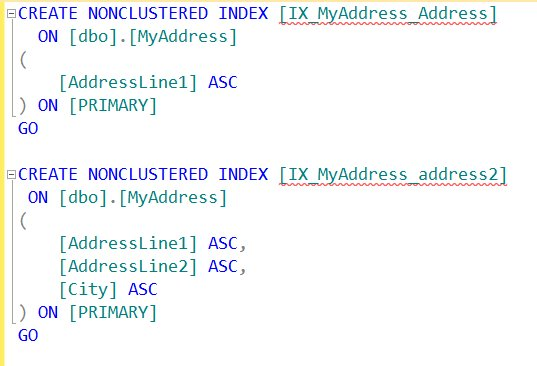 CREATE NONCLUSTERED INDEX [IX_MyAddress_Address]
ON [dbo].[MyAddress]
(
[AddressLine1] ASC
) ON [PRIMARY]
GO
CREATE NONCLUSTERED INDEX [IX_MyAddress_address2]
ON [dbo].[MyAddress]
(
[AddressLine1] ASC,
[AddressLine2] ASC,
[City] ASC
) ON [PRIMARY]
GO